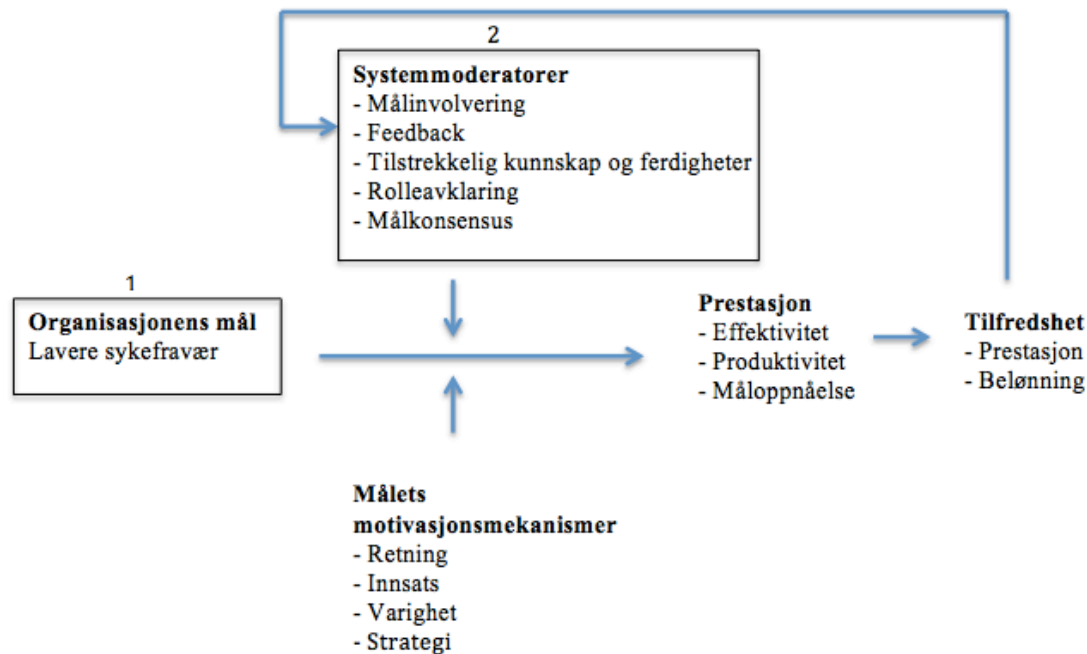 2
Systemmoderatorer
- Målinvolvering
- Feedback
- Tilstrekkelig kunnskap og ferdigheter
- Rolleavklaring
- Målkonsensus
1
Organisasjonens mål
Lavere sykefravær
Prestasjon
- Effektivitet
- Produktivitet
- Måloppnåelse
Tilfredshet
- Prestasjon
- Belønning
Målets
motivasjonsmekanismer
- Retning
- Innsats
- Varighet
- Strategi